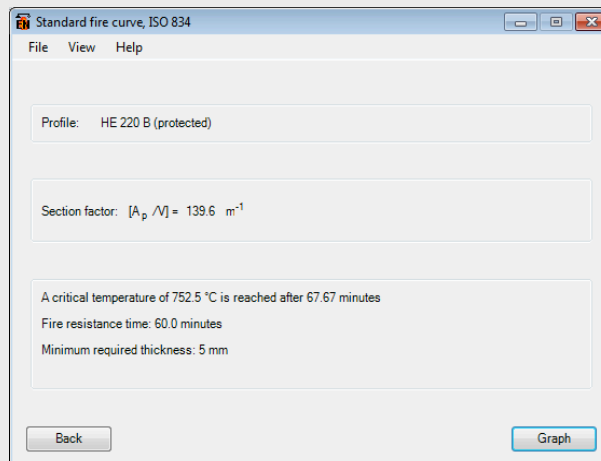 Standard fire curve, ISO 834
File View Help
Profile: HE 220 B (protected)
Section factor: [A p /V] = 139.6 m-1
A critical temperature of 752.5 °C is reached after 67.67 minutes
Fire resistance time: 60.0 minutes
Minimum required thickness: 5 mm
Back Graph